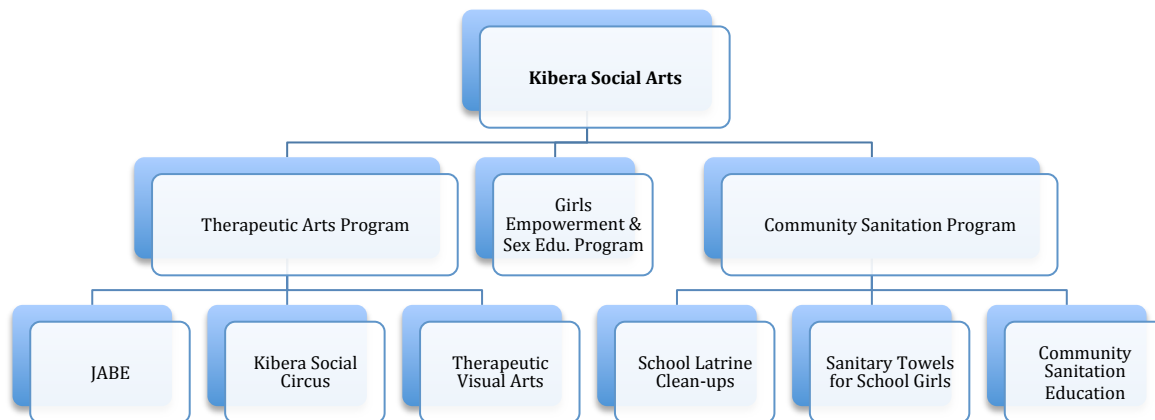 Kibera Social Arts
Therapeutic Arts Program
Girls
Empowerment &
Sex Edu. Program
Community Sanitation Program
JABE
Kibera Social
Circus
Therapeutic
Visual Arts
School Latrine
Clean-ups
Sanitary Towels
for School Girls
Community
Sanitation
Education